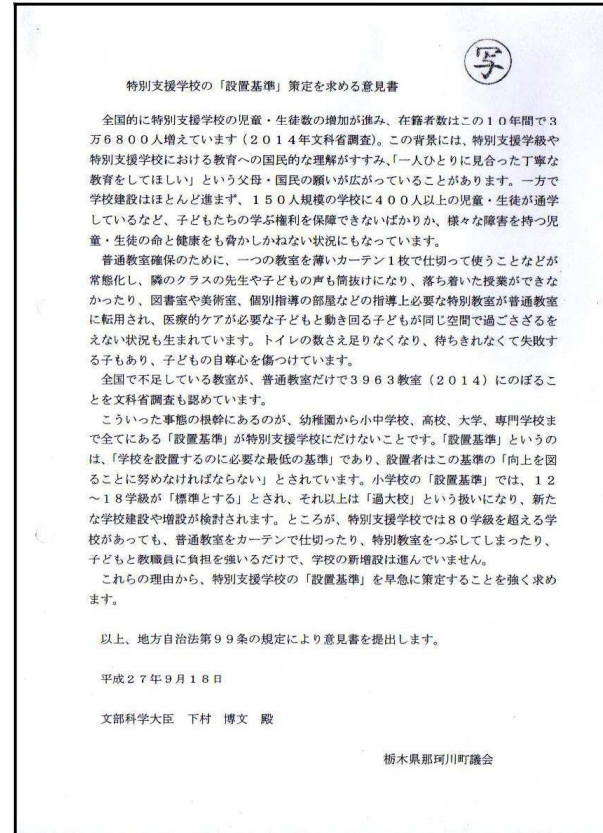 写
特別支援学校の「設置基準」策定を求める意見書
全国的に特別支援学校の児童・生徒数の増加が進み、在籍者数はこの10年間で3
万6800人増えています(2014年文科省調査)。この背景には、特別支援学級や
特別支援学校における教育への国民的な理解がすすみ、「一人ひとりに見合った丁寧な
教育をしてほしい」という父母・国民の願いが広がっていることがあります。一方で
学校建設はほとんど進まず、150人規模の学校に400人以上の児童・生徒が通学
しているなど、子どもたちの学ぶ権利を保障できないばかりか、様々な障害を持つ児
童・生徒の命と健康をも脅かしかねない状況にもなっています。
普通教室確保のために、一つの教室を薄いカーテン1枚で仕切って使うことなどが
常態化し、隣のクラスの先生や子どもの声も筒抜けになり、落ち着いた授業ができな
かったり、図書室や美術室、個別指導の部屋などの指導上必要な特別教室が普通教室
に転用され、医療的ケアが必要な子どもと動き回る子どもが同じ空間で過ごさざるを
えない状況も生まれています。トイレの数さえ足りなくなり、待ちきれなくて失敗す
る子もあり、子どもの自尊心を傷つけています。
全国で不足している教室が、普通教室だけで3963教室(2014)にのぼるこ
とを文科省調査も認めています。
こういった事態の根幹にあるのが、幼稚園から小中学校、高校、大学、専門学校ま
で全てにある「設置基準」が特別支援学校にだけないことです。「設置基準」というの
は、「学校を設置するのに必要な最低の基準」であり、設置者はこの基準の「向上を図
ることに努めなければならない」とされています。小学校の「設置基準」では、12
~18学級が「標準とする」とされ、それ以上は「過大校」という扱いになり、新た
な学校建設や増設が検討されます。ところが、特別支援学校では80学級を超える学
校があっても、普通教室をカーテンで仕切ったり、特別教室をつぶしてしまったり、
子どもと教職員に負担を強いるだけで、学校の新増設は進んでいません。
これらの理由から、特別支援学校の「設置基準」を早急に策定することを強く求め
ます。
以上、地方自治法第99条の規定により意見書を提出します。
平成27年9月18日
文部科学大臣 下村 博文 殿
栃木県那珂川町議会